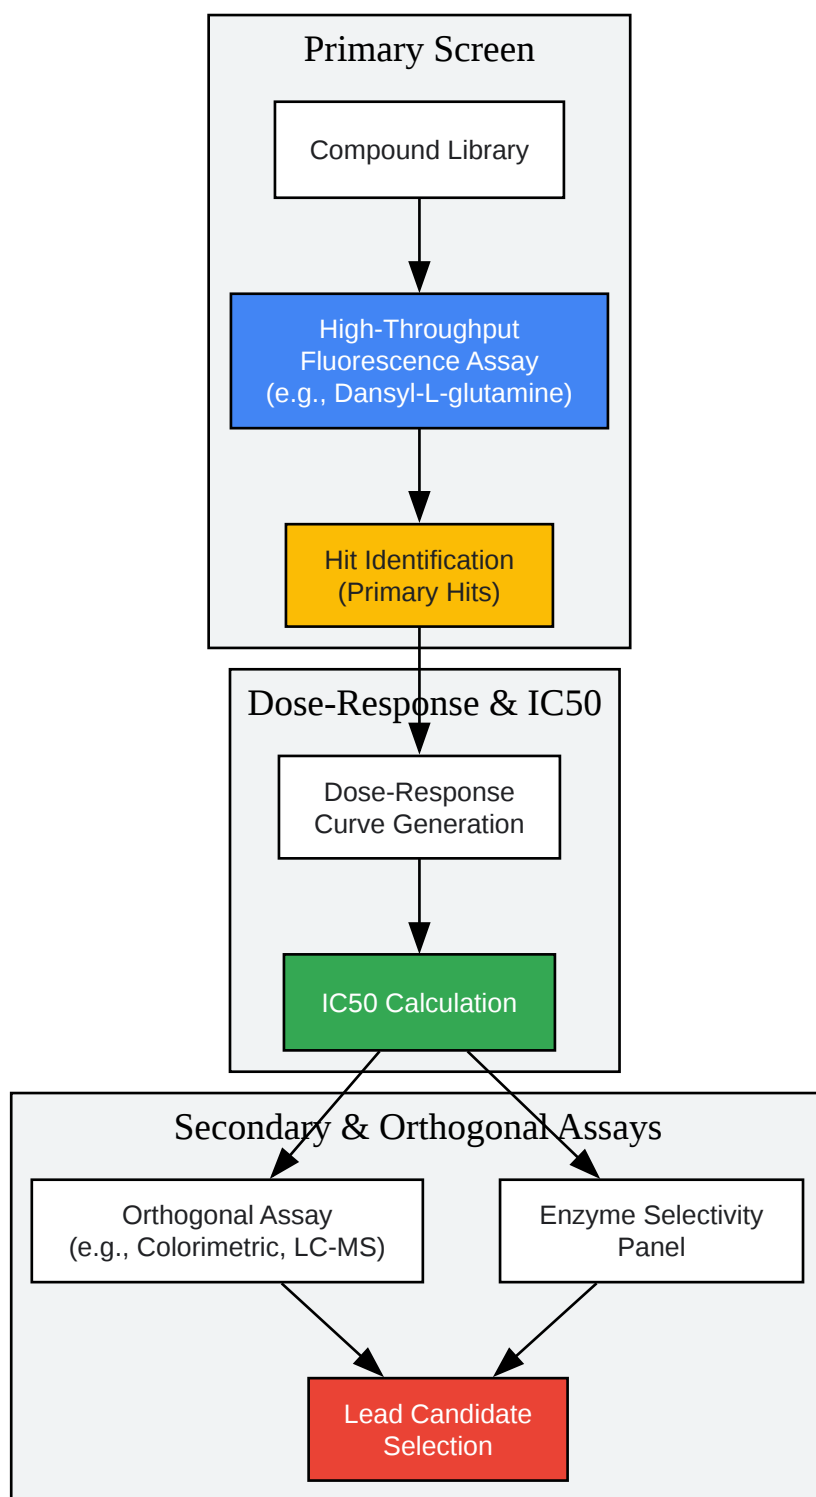 Primary Screen
Compound Library
High-Throughput
Fluorescence Assay
(e.g., Dansyl-L-glutamine)
Hit Identification
(Primary Hits)
Dose-Response & IC50
Dose-Response
Curve Generation
IC50 Calculation
Secondary & Orthogonal Assays
Orthogonal Assay
(e.g., Colorimetric, LC-MS)
Enzyme Selectivity
Panel
Lead Candidate
Selection